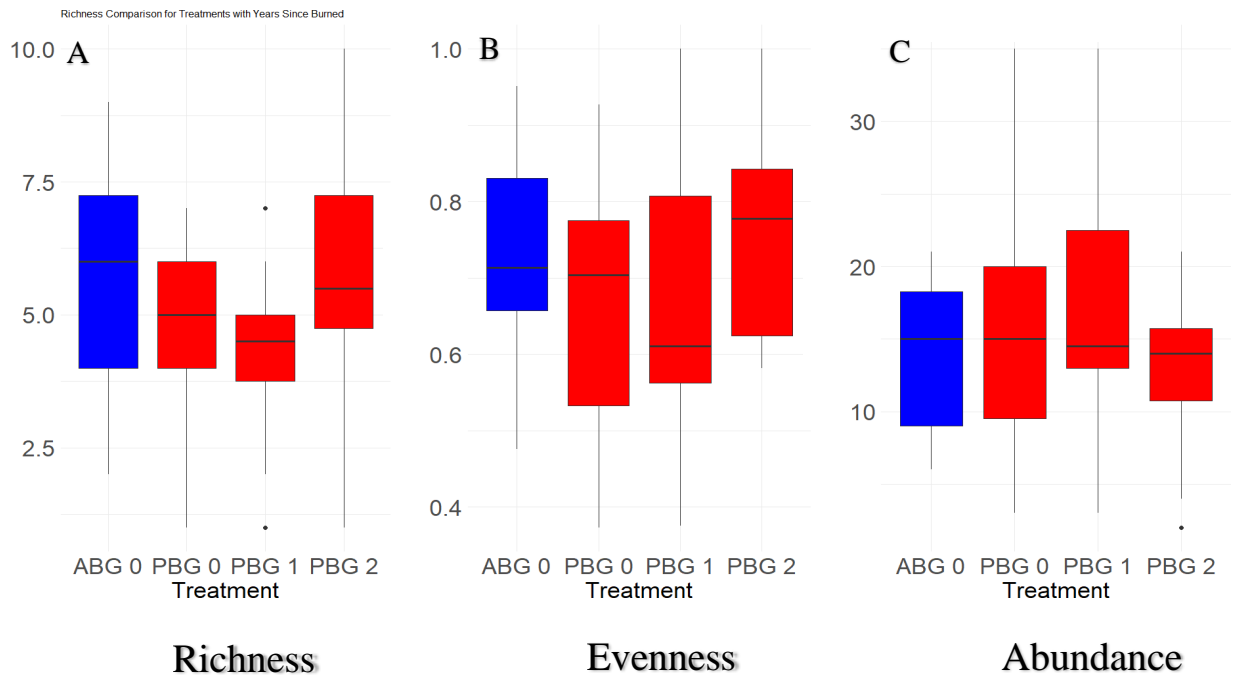 Richness Comparison for Treatments with Years Since Burned
A
10.0
7.5
5.0
2.5
ABG 0 PBG 0 PBG 1 PBG 2
Treatment
Richness
B
1.0
0.8
0.6
0.4
ABG 0 PBG 0 PBG 1 PBG 2
Treatment
Evenness
C
30
20
10
ABG 0 PBG 0 PBG 1 PBG 2
Treatment
Abundance